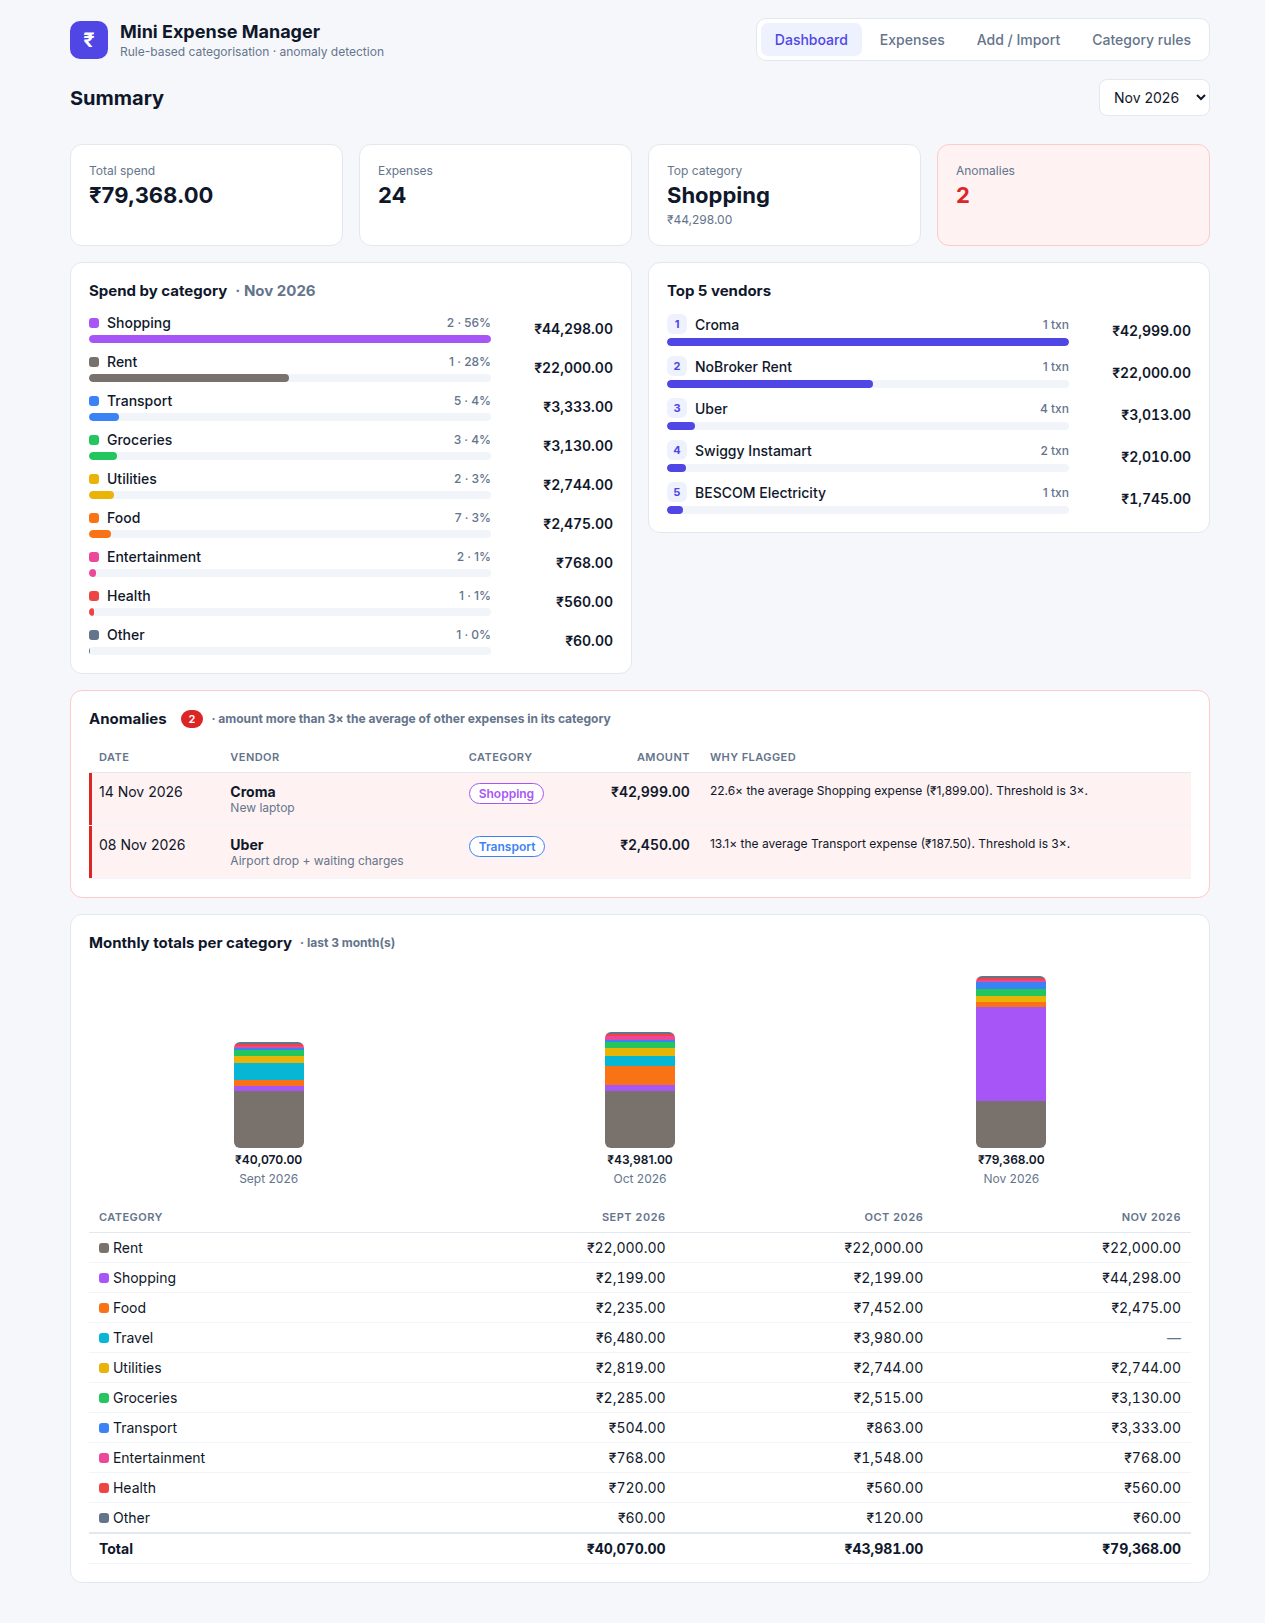 ₹
Mini Expense Manager
Rule-based categorisation · anomaly detection
Dashboard
Expenses
Add / Import
Category rules
Summary
Nov 2026
Total spend
₹79,368.00
Expenses
24
Top category
Shopping
₹44,298.00
Anomalies
2
Spend by category · Nov 2026
Shopping 2 · 56% ₹44,298.00
Rent 1 · 28% ₹22,000.00
Transport 5 · 4% ₹3,333.00
Groceries 3 · 4% ₹3,130.00
Utilities 2 · 3% ₹2,744.00
Food 7 · 3% ₹2,475.00
Entertainment 2 · 1% ₹768.00
Health 1 · 1% ₹560.00
Other 1 · 0% ₹60.00
Top 5 vendors
1 Croma 1 txn ₹42,999.00
2 NoBroker Rent 1 txn ₹22,000.00
3 Uber 4 txn ₹3,013.00
4 Swiggy Instamart 2 txn ₹2,010.00
5 BESCOM Electricity 1 txn ₹1,745.00
Anomalies 2 · amount more than 3× the average of other expenses in its category
DATE VENDOR CATEGORY AMOUNT WHY FLAGGED
14 Nov 2026 Croma Shopping ₹42,999.00 22.6× the average Shopping expense (₹1,899.00). Threshold is 3×.
New laptop
08 Nov 2026 Uber Transport ₹2,450.00 13.1× the average Transport expense (₹187.50). Threshold is 3×.
Airport drop + waiting charges
Monthly totals per category · last 3 month(s)
₹40,070.00 ₹43,981.00 ₹79,368.00
Sept 2026 Oct 2026 Nov 2026
CATEGORY SEPT 2026 OCT 2026 NOV 2026
Rent ₹22,000.00 ₹22,000.00 ₹22,000.00
Shopping ₹2,199.00 ₹2,199.00 ₹44,298.00
Food ₹2,235.00 ₹7,452.00 ₹2,475.00
Travel ₹6,480.00 ₹3,980.00 —
Utilities ₹2,819.00 ₹2,744.00 ₹2,744.00
Groceries ₹2,285.00 ₹2,515.00 ₹3,130.00
Transport ₹504.00 ₹863.00 ₹3,333.00
Entertainment ₹768.00 ₹1,548.00 ₹768.00
Health ₹720.00 ₹560.00 ₹560.00
Other ₹60.00 ₹120.00 ₹60.00
Total ₹40,070.00 ₹43,981.00 ₹79,368.00